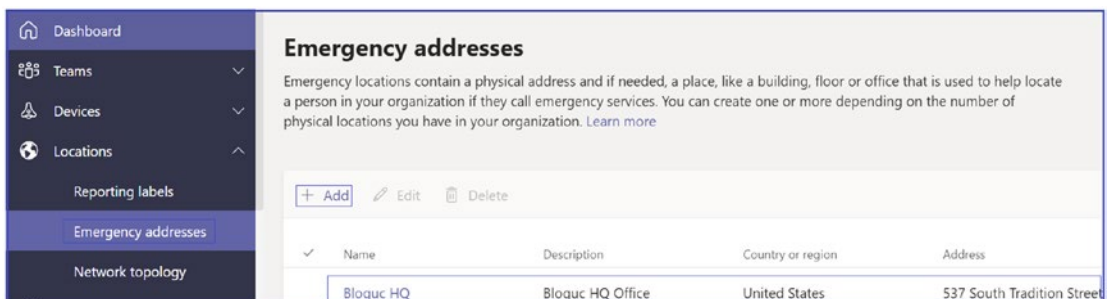 Dashboard
Teams
Devices
Locations
Reporting labels
Emergency addresses
Network topology
Emergency addresses
Emergency locations contain a physical address and if needed, a place, like a building, floor or office that is used to help locate
a person in your organization if they call emergency services. You can create one or more depending on the number of
physical locations you have in your organization. Learn more
+ Add Edit Delete
Name Description Country or region Address
Bloguc HQ Bloguc HQ Office United States 537 South Tradition Street